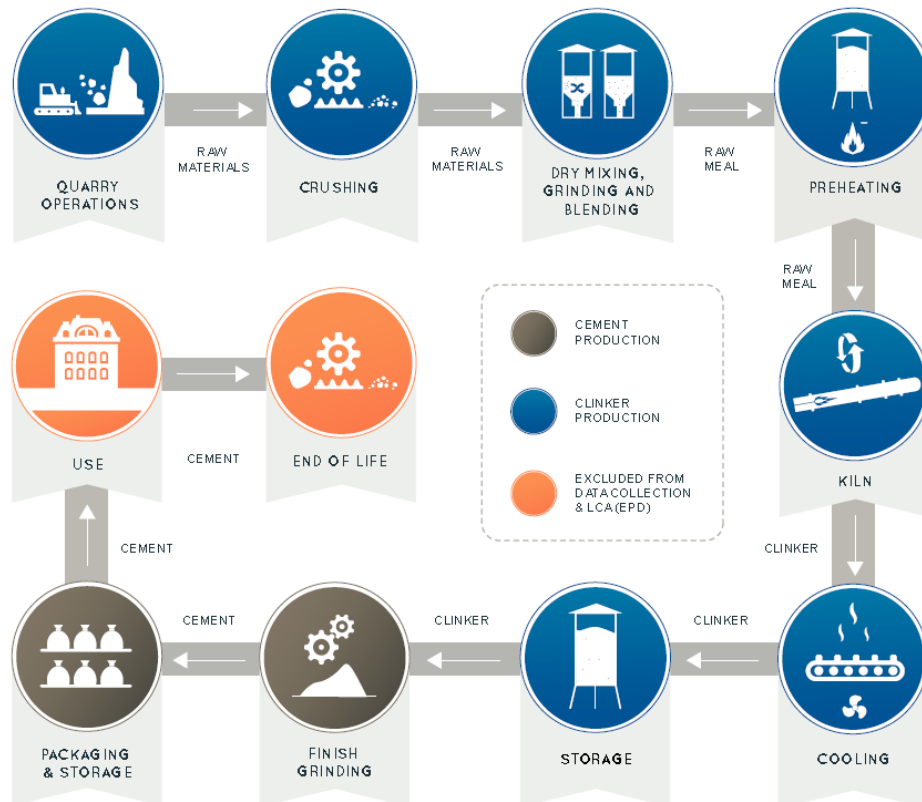 RAW
MATERIALS
RAW
MATERIALS
RAW
MEAL
QUARRY
OPERATIONS
CRUSHING
DRY MIXING,
GRINDING AND
BLENDING
PREHEATING
RAW
MEAL
CEMENT
PRODUCTION
CLINKER
PRODUCTION
EXCLUDED FROM
DATA COLLECTION
& LCA (EPD)
USE
CEMENT
END OF LIFE
KILN
CEMENT
CLINKER
CEMENT
CLINKER
CLINKER
PACKAGING
& STORAGE
FINISH
GRINDING
STORAGE
COOLING